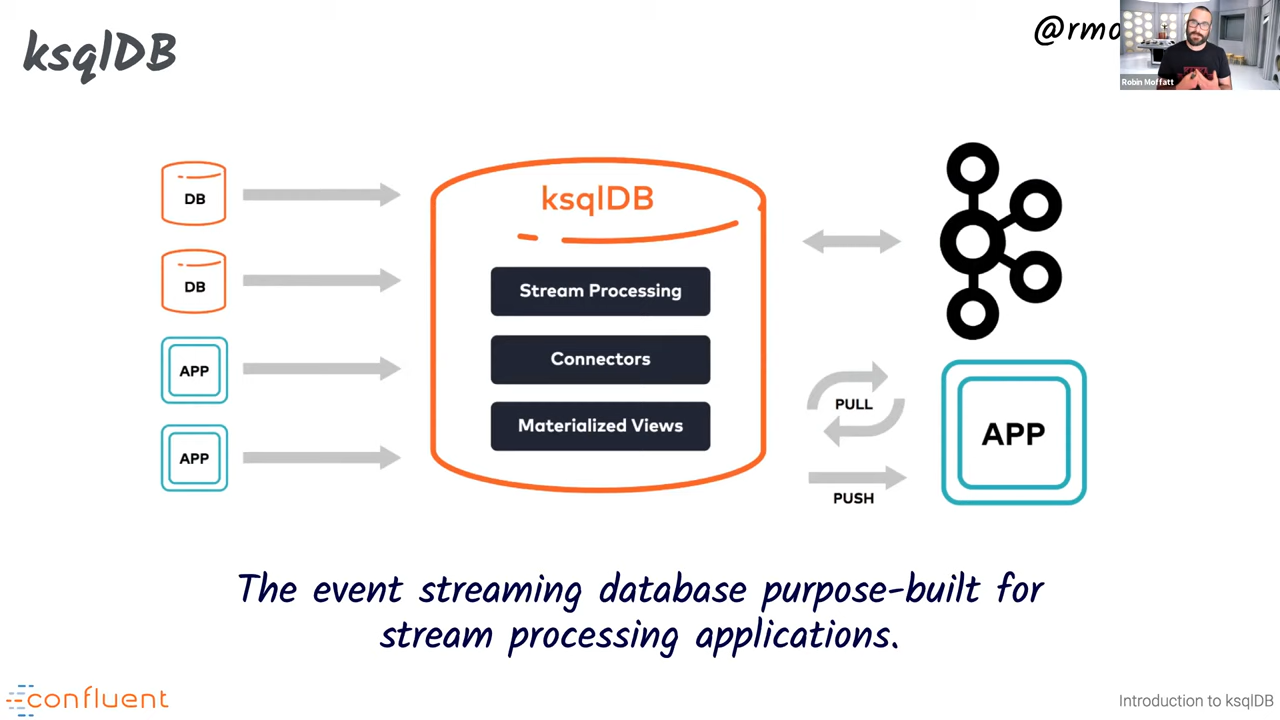 ksqlDB
@rmo
Robin Moffatt
DB
DB
APP
APP
ksqlDB
Stream Processing
Connectors
Materialized Views
PULL
PUSH
APP
The event streaming database purpose-built for
stream processing applications.
confluent
Introduction to ksqlDB